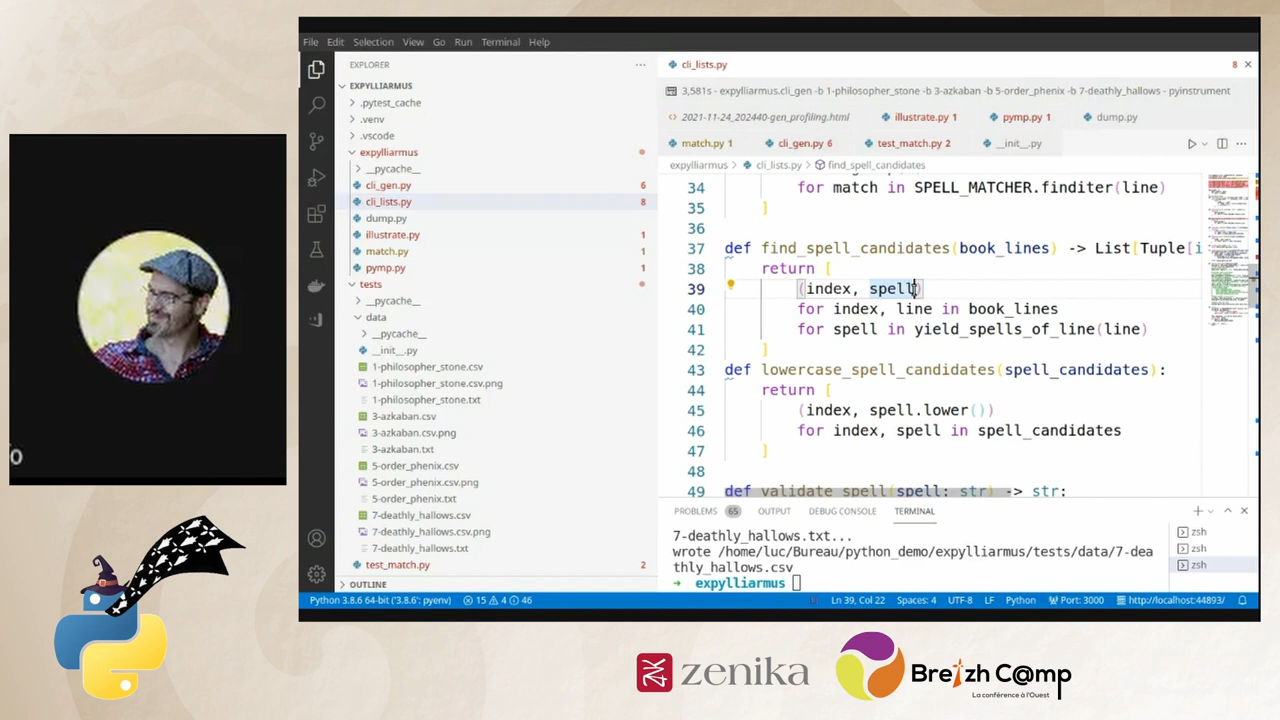 File Edit Selection View Go Run Terminal Help
EXPLORER
EXPYLLIARMUS
.pytest_cache
.venv
.vscode
expylliarmus
__pycache__
cli_gen.py 6
cli_lists.py 8
dump.py
illustrate.py 1
match.py 1
pymp.py 1
tests
__pycache__
data
__pycache__
__init__.py
1-philosopher_stone.csv
1-philosopher_stone.csv.png
1-philosopher_stone.txt
3-azkaban.csv
3-azkaban.csv.png
3-azkaban.txt
5-order_phenix.csv
5-order_phenix.csv.png
5-order_phenix.txt
7-deathly_hallows.csv
7-deathly_hallows.csv.png
7-deathly_hallows.txt
test_match.py 2
OUTLINE
cli_lists.py 8
3,581s - expylliarmus.cli_gen -b 1-philosopher_stone -b 3-azkaban -b 5-order_phenix -b 7-deathly_hallows - pyinstrument
2021-11-24_202440-gen_profiling.html illustrate.py 1 pymp.py 1 dump.py
match.py 1 cli_gen.py 6 test_match.py 2 __init__.py
expylliarmus > cli_lists.py > find_spell_candidates
34 for match in SPELL_MATCHER.finditer(line)
35 ]
36
37 def find_spell_candidates(book_lines) -> List[Tuple[i
38 return [
39 (index, spell)
40 for index, line in book_lines
41 for spell in yield_spells_of_line(line)
42 ]
43 def lowercase_spell_candidates(spell_candidates):
44 return [
45 (index, spell.lower())
46 for index, spell in spell_candidates
47 ]
48
49 def validate_spell(spell: str) -> str:
PROBLEMS 65 OUTPUT DEBUG CONSOLE TERMINAL
7-deathly_hallows.txt...
wrote /home/luc/Bureau/python_demo/expylliarmus/tests/data/7-dea
thly_hallows.csv
➜ expylliarmus
zsh
zsh
zsh
Python 3.8.6 64-bit ('3.8.6': pyenv) 15 4 46 Ln 39, Col 22 Spaces: 4 UTF-8 LF Python Port: 3000 http://localhost:44893/
zenika
Breizh C@mp
La conférence à l'Ouest